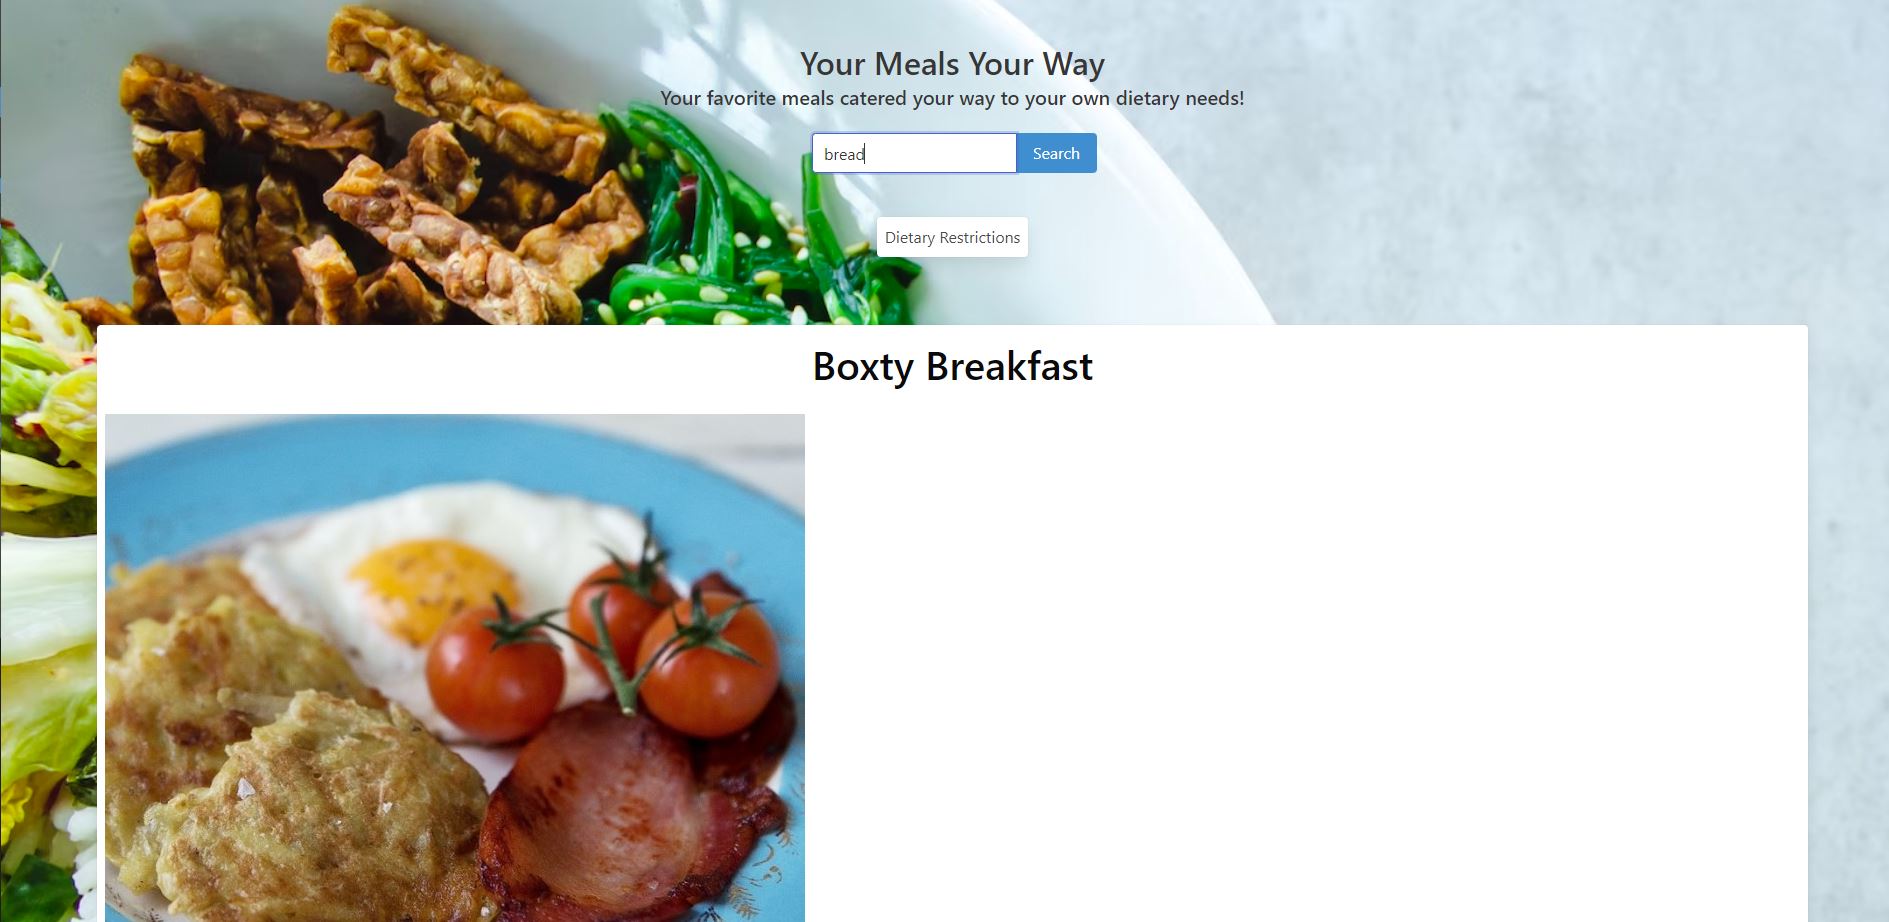 Your Meals Your Way
Your favorite meals catered your way to your own dietary needs!
bread Search
Dietary Restrictions
Boxty Breakfast